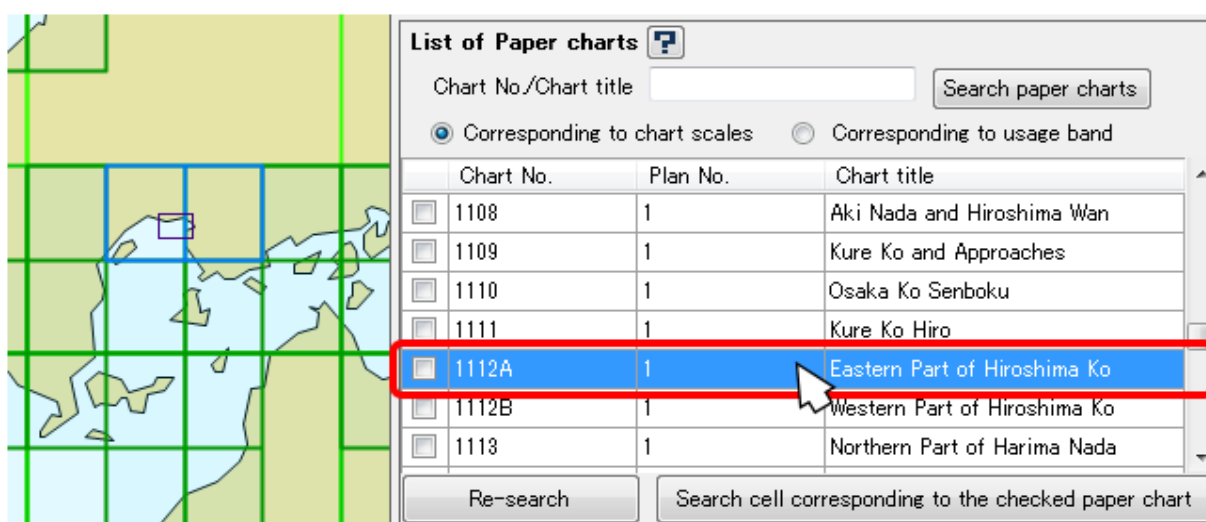 List of Paper charts ?
Chart No./Chart title Search paper charts
Corresponding to chart scales Corresponding to usage band
Chart No. Plan No. Chart title
1108 1 Aki Nada and Hiroshima Wan
1109 1 Kure Ko and Approaches
1110 1 Osaka Ko Senboku
1111 1 Kure Ko Hiro
1112A 1 Eastern Part of Hiroshima Ko
1112B 1 Western Part of Hiroshima Ko
1113 1 Northern Part of Harima Nada
Re-search Search cell corresponding to the checked paper chart